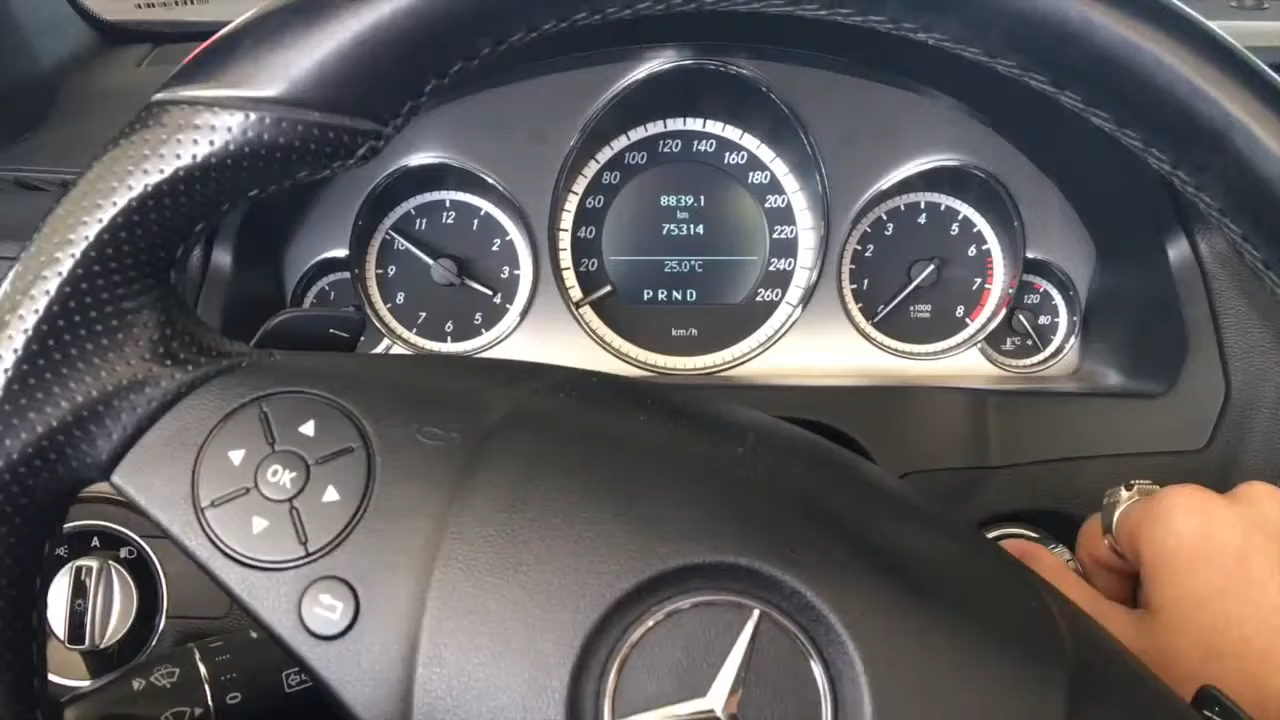 11 12 1
10 2
9 3
8 4
7 6 5
1
100 120 140 160
80 180
60 200
40 220
20 240
260
8839.1
km
75314
25.0°C
P R N D
km/h
3 4 5
2 6
1 7
8
x1000
1/min
120
80
°C 4
OK
A